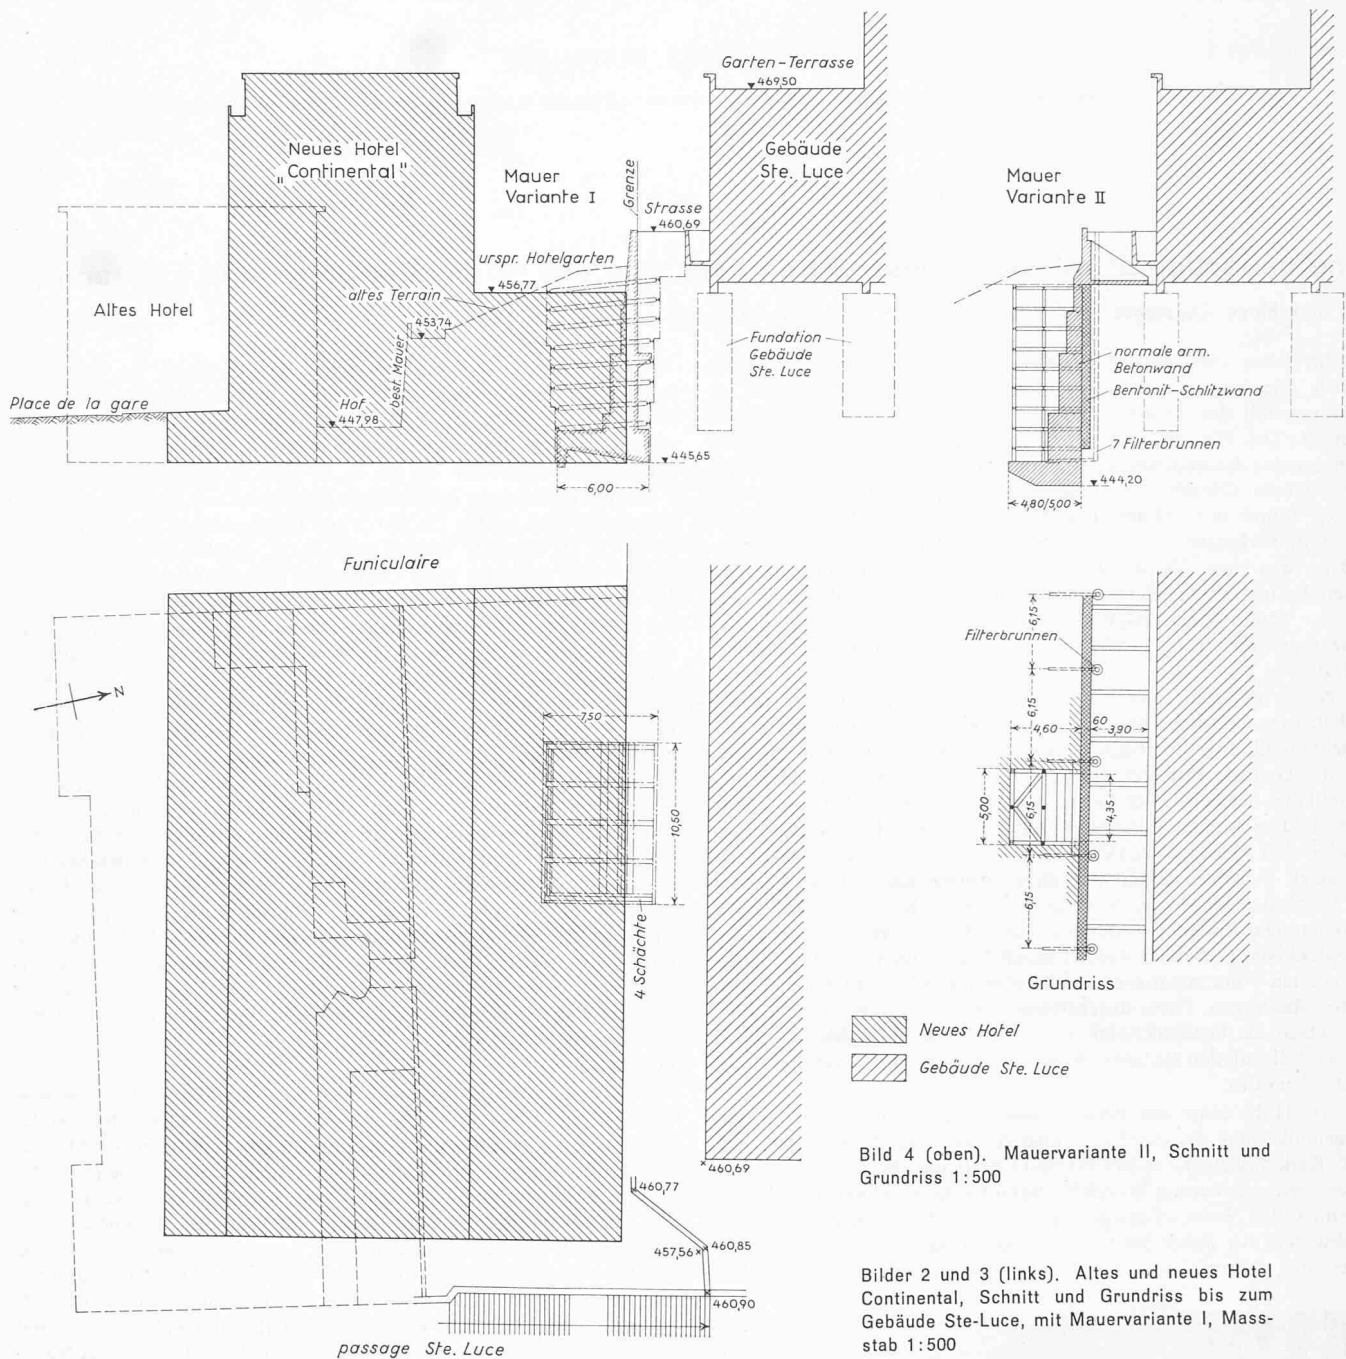 Garten-Terrasse
469,50
Neues Hotel
"Continental"
Mauer
Variante I
Grenze
Strasse
460,69
Gebäude
Ste. Luce
Mauer
Variante II
urspr. Hotelgarten
456,77
altes Terrain
453,74
best. Mauer
Altes Hotel
Hof
447,98
Place de la gare
Fundation
Gebäude
Ste. Luce
445,65
6,00
normale arm.
Betonwand
Bentonit-Schlitzwand
7 Filterbrunnen
444,20
4,80/5,00
Funiculaire
N
7,50
10,50
4 Schächte
460,69
460,77
457,56
460,85
460,90
passage Ste. Luce
Filterbrunnen
6,15
6,15
4,60
60
3,90
5,00
6,15
4,35
6,15
Grundriss
Neues Hotel
Gebäude Ste. Luce
Bild 4 (oben). Mauervariante II, Schnitt und
Grundriss 1:500
Bilder 2 und 3 (links). Altes und neues Hotel
Continental, Schnitt und Grundriss bis zum
Gebäude Ste-Luce, mit Mauervariante I, Mass-
stab 1:500